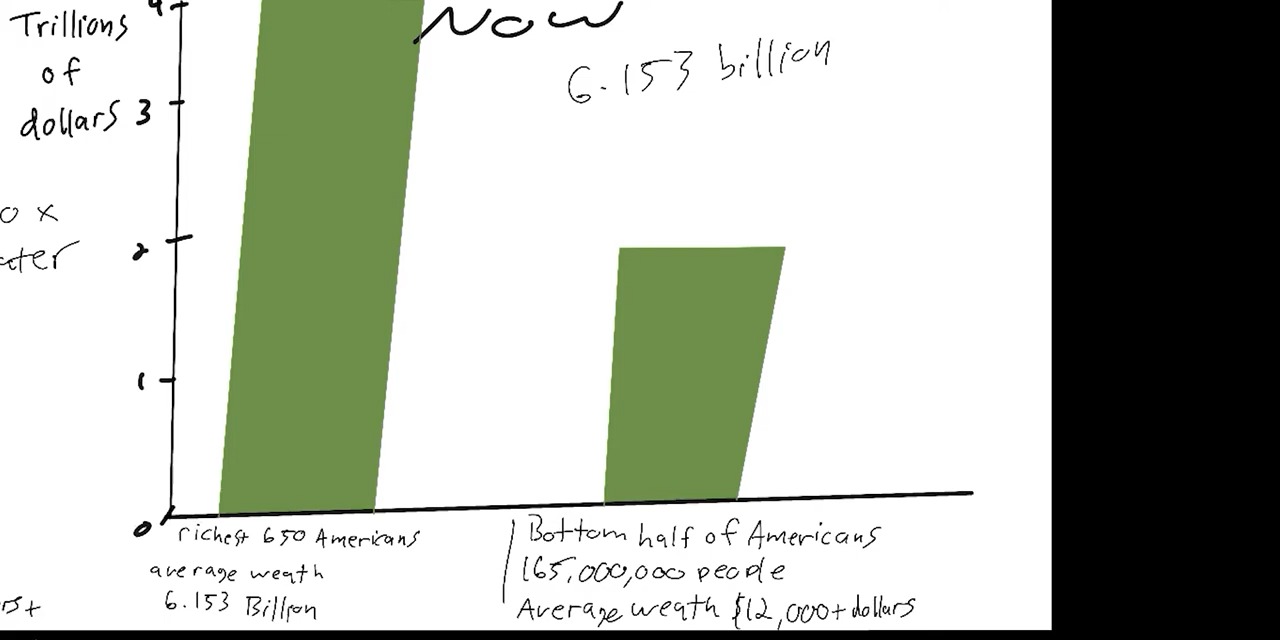 4
Trillions
of
dollars
Now
6.153 billion
3
2
1
0
richest 650 Americans
average weath
6.153 Billion
Bottom half of Americans
165,000,000 people
Average weath $12,000+ dollars